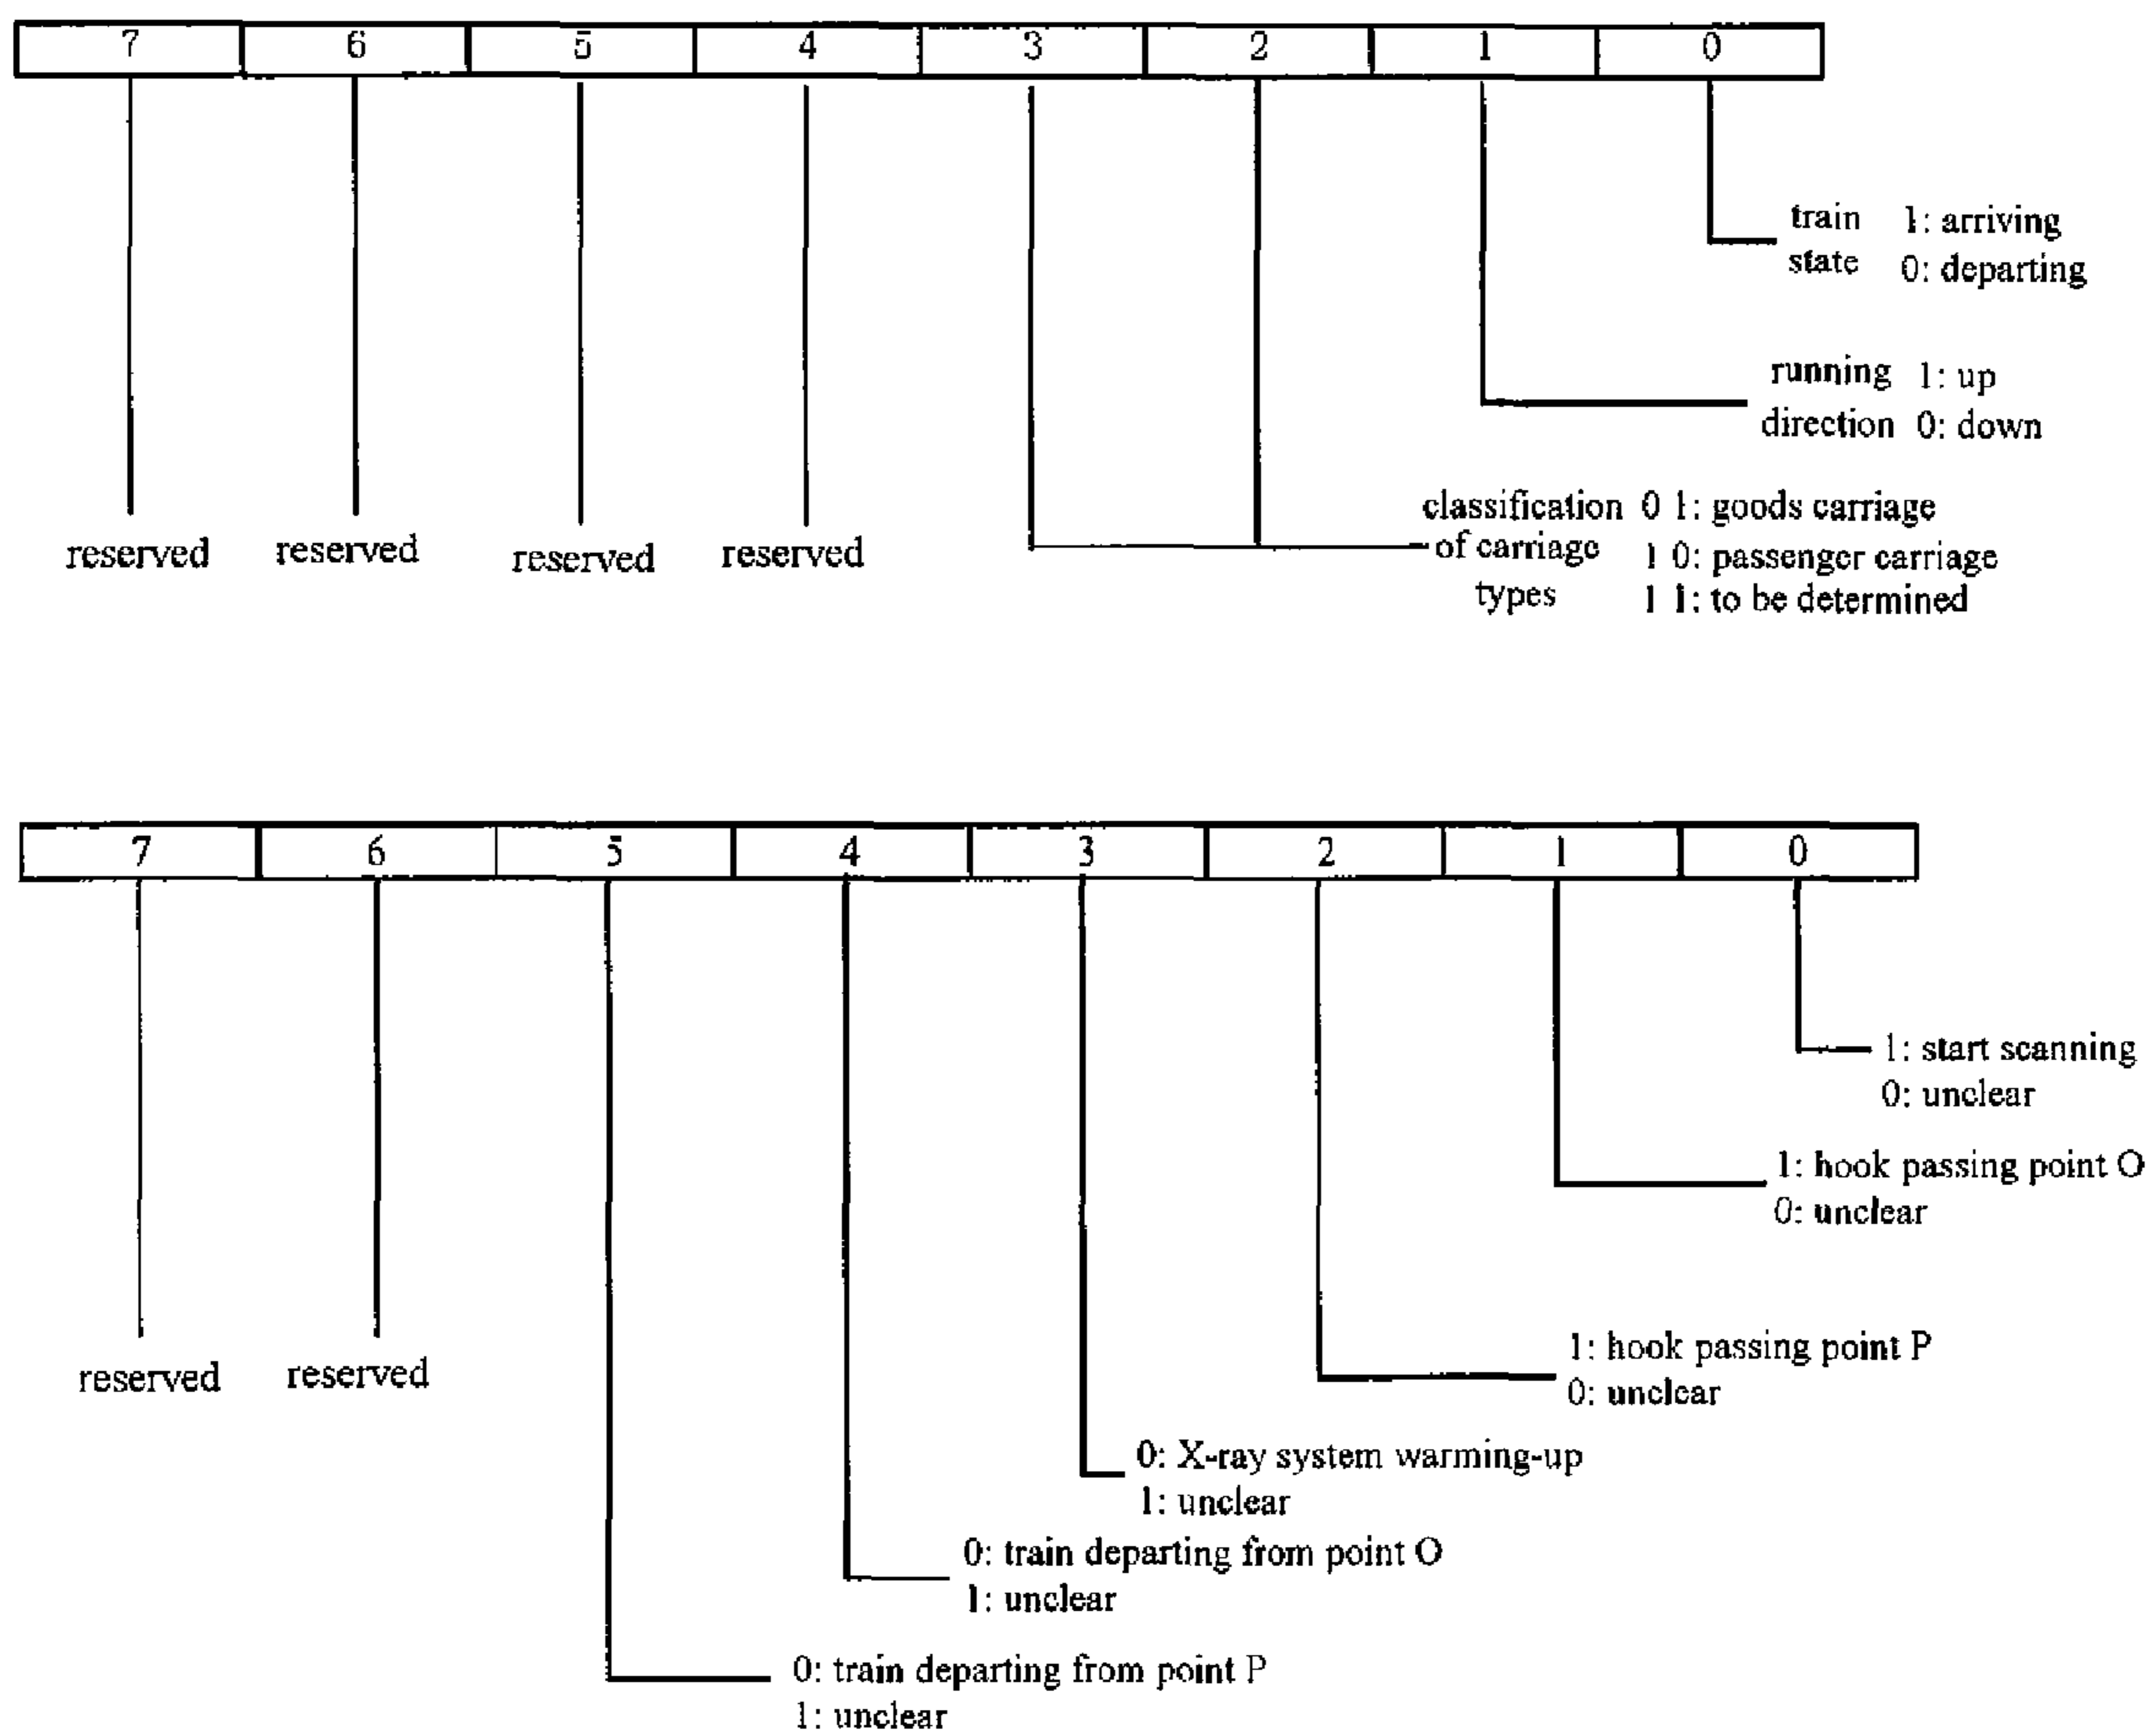 7 6 5 4 3 2 1 0
train 1: arriving
state 0: departing
running 1: up
direction 0: down
classification 0 1: goods carriage
of carriage 1 0: passenger carriage
types 1 1: to be determined
reserved reserved reserved reserved
7 6 5 4 3 2 1 0
1: start scanning
0: unclear
1: hook passing point O
0: unclear
1: hook passing point P
0: unclear
reserved reserved
0: X-ray system warming-up
1: unclear
0: train departing from point O
1: unclear
0: train departing from point P
1: unclear